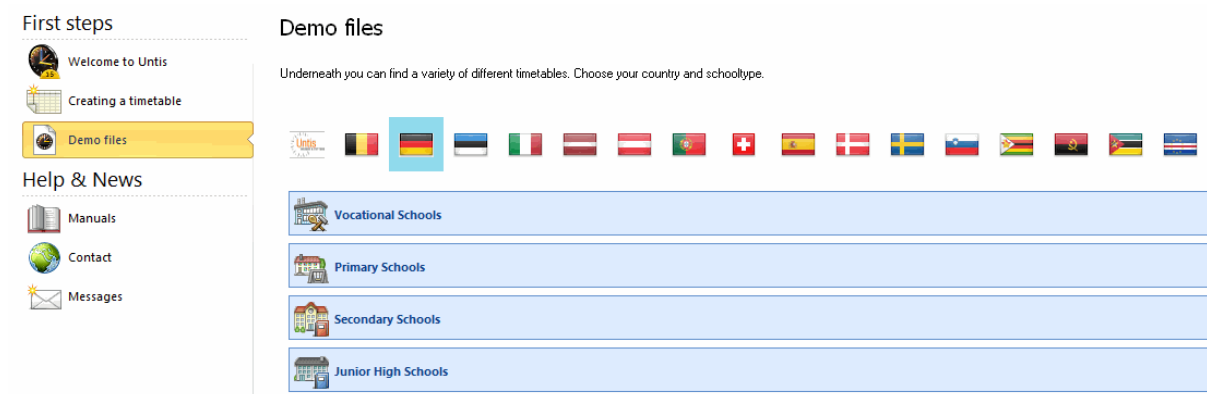 First steps
Welcome to Untis
Creating a timetable
Demo files
Help & News
Manuals
Contact
Messages
Demo files
Underneath you can find a variety of different timetables. Choose your country and schooltype.
Untis
Vocational Schools
Primary Schools
Secondary Schools
Junior High Schools